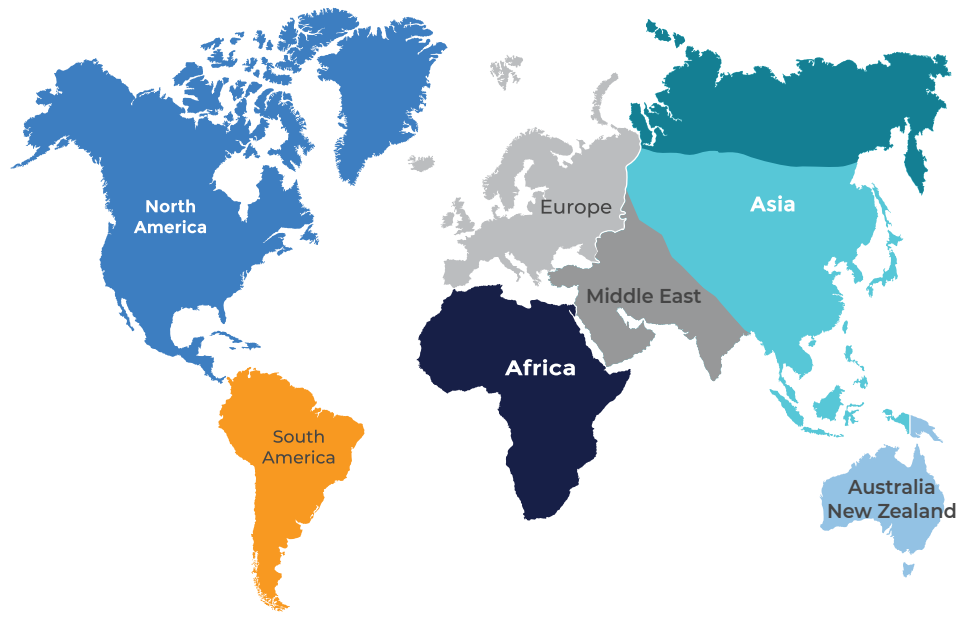 North
America
Europe
Asia
Middle East
Africa
South
America
Australia
New Zealand